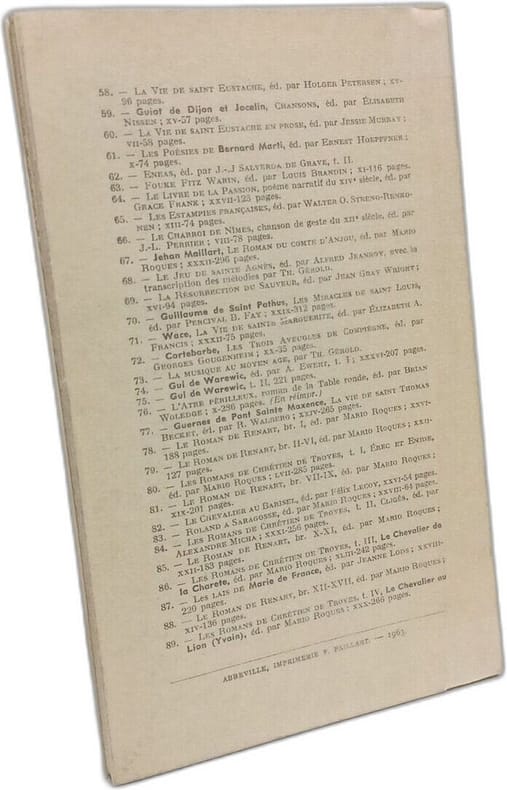 58. — LA VIE DE SAINT EUSTACHE, éd. par HOLGER PETERSEN ; XV-
96 pages.
59. — Guiot de Dijon et Jocelin, CHANSONS, éd. par ÉLISABETH
NISSEN ; XV-57 pages.
60. — LA VIE DE SAINT EUSTACHE EN PROSE, éd. par JESSIE MURRAY ;
VII-58 pages.
61. — LES POÉSIES DE Bernard Marti, éd. par ERNEST HOEPFFNER ;
X-74 pages.
62. — ENEAS, éd. par J.-J SALVERDA DE GRAVE, t. II.
63. — FOUKE FITZ WARIN, éd. par LOUIS BRANDIN ; XI-116 pages.
64. — LE LIVRE DE LA PASSION, poème narratif du XIVe siècle, éd. par
GRACE FRANK ; XXVII-123 pages.
65. — LES ESTAMPIES FRANÇAISES, éd. par WALTER O. STRENG-RENKO-
NEN ; XIII-74 pages.
66. — LE CHARROI DE NÎMES, chanson de geste du XIIe siècle, éd. par
J.-L. PERRIER ; VIII-78 pages.
67. — Jehan Maillart, LE ROMAN DU COMTE D'ANJOU, éd. par MARIO
ROQUES ; XXXII-296 pages.
68. — LE JEU DE SAINTE AGNÈS, éd. par ALFRED JEANROY, avec la
transcription des mélodies par TH. GÉROLD.
69. — LA RÉSURRECTION DU SAUVEUR, éd. par JEAN GRAY WRIGHT ;
XVI-94 pages.
70. — Guillaume de Saint Pathus, LES MIRACLES DE SAINT LOUIS,
éd. par PERCIVAL B. FAY ; XXIX-312 pages.
71. — Wace, LA VIE DE SAINTE MARGUERITE, éd. par ÉLIZABETH A.
FRANCIS ; XXXII-75 pages.
72. — Cortebarbe, LES TROIS AVEUGLES DE COMPIÈGNE, éd. par
GEORGES GOUGENHEIM ; XX-35 pages.
73. — LA MUSIQUE AU MOYEN AGE, par TH. GÉROLD.
74. — Gui de Warewic, éd. par A. EWERT, t. I ; XXXVI-207 pages.
75. — Gui de Warewic, t. II, 221 pages.
76. — L'ATRE PÉRILLEUX, roman de la Table ronde, éd. par BRIAN
WOLEDGE ; X-286 pages. (En réimpr.)
77. — Guernes de Pont Sainte Maxence, LA VIE DE SAINT THOMAS
BECKET, éd. par R. WALBERG ; XXIV-205 pages.
78. — LE ROMAN DE RENART, br. I, éd. par MARIO ROQUES ; XXVI-
188 pages.
79. — LE ROMAN DE RENART, br. II-VI, éd. par MARIO ROQUES ; XXII-
127 pages.
80. — LES ROMANS DE CHRÉTIEN DE TROYES, t. I, ÉREC ET ENIDE,
éd. par MARIO ROQUES ; LVII-285 pages.
81. — LE ROMAN DE RENART, br. VII-IX, éd. par MARIO ROQUES ;
XIX-201 pages.
82. — LE CHEVALIER AU BARISEL, éd. par FÉLIX LECOY, XXVI-54 pages.
83. — ROLAND A SARAGOSSE, éd. par MARIO ROQUES ; XXVIII-84 pages.
84. — LES ROMANS DE CHRÉTIEN DE TROYES, t. II, CLIGÉS, éd. par
ALEXANDRE MICHA ; XXXI-256 pages.
85. — LE ROMAN DE RENART, br. X-XI, éd. par MARIO ROQUES ;
XXII-183 pages.
86. — LES ROMANS DE CHRÉTIEN DE TROYES, t. III, Le Chevalier de
la Charete, éd. par MARIO ROQUES ; XLIII-242 pages.
87. — LES LAIS DE Marie de France, éd. par JEANNE LODS ; XXVIII-
220 pages.
88. — LE ROMAN DE RENART, br. XII-XVII, éd. par MARIO ROQUES ;
XIV-136 pages.
89. — LES ROMANS DE CHRÉTIEN DE TROYES, t. IV, Le Chevalier au
Lion (Yvain), éd. par MARIO ROQUES ; XXX-266 pages.
ABBEVILLE, IMPRIMERIE F. PAILLART. — 1963.